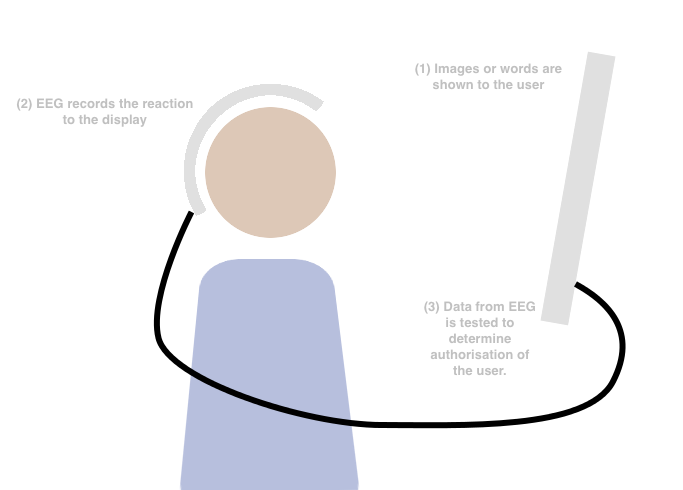 (1) Images or words are
shown to the user
(2) EEG records the reaction
to the display
(3) Data from EEG
is tested to
determine
authorisation of
the user.